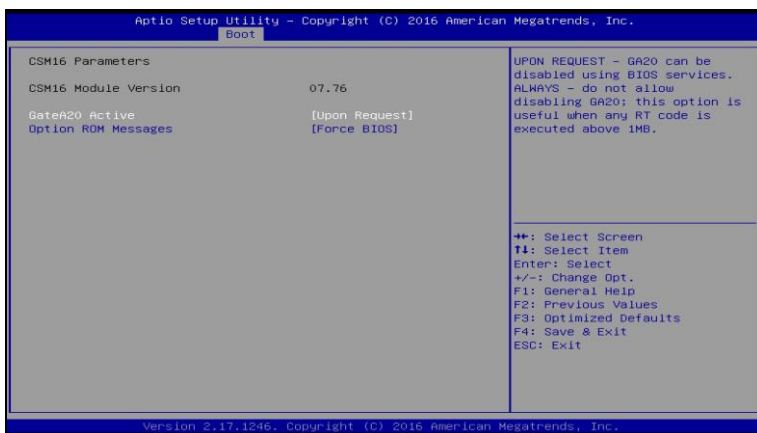 Aptio Setup Utility – Copyright (C) 2016 American Megatrends, Inc.
Boot
CSM16 Parameters
CSM16 Module Version 07.76
GateA20 Active [Upon Request]
Option ROM Messages [Force BIOS]
UPON REQUEST – GA20 can be
disabled using BIOS services.
ALWAYS – do not allow
disabling GA20; this option is
useful when any RT code is
executed above 1MB.
→←: Select Screen
↑↓: Select Item
Enter: Select
+/-: Change Opt.
F1: General Help
F2: Previous Values
F3: Optimized Defaults
F4: Save & Exit
ESC: Exit
Version 2.17.1246. Copyright (C) 2016 American Megatrends, Inc.